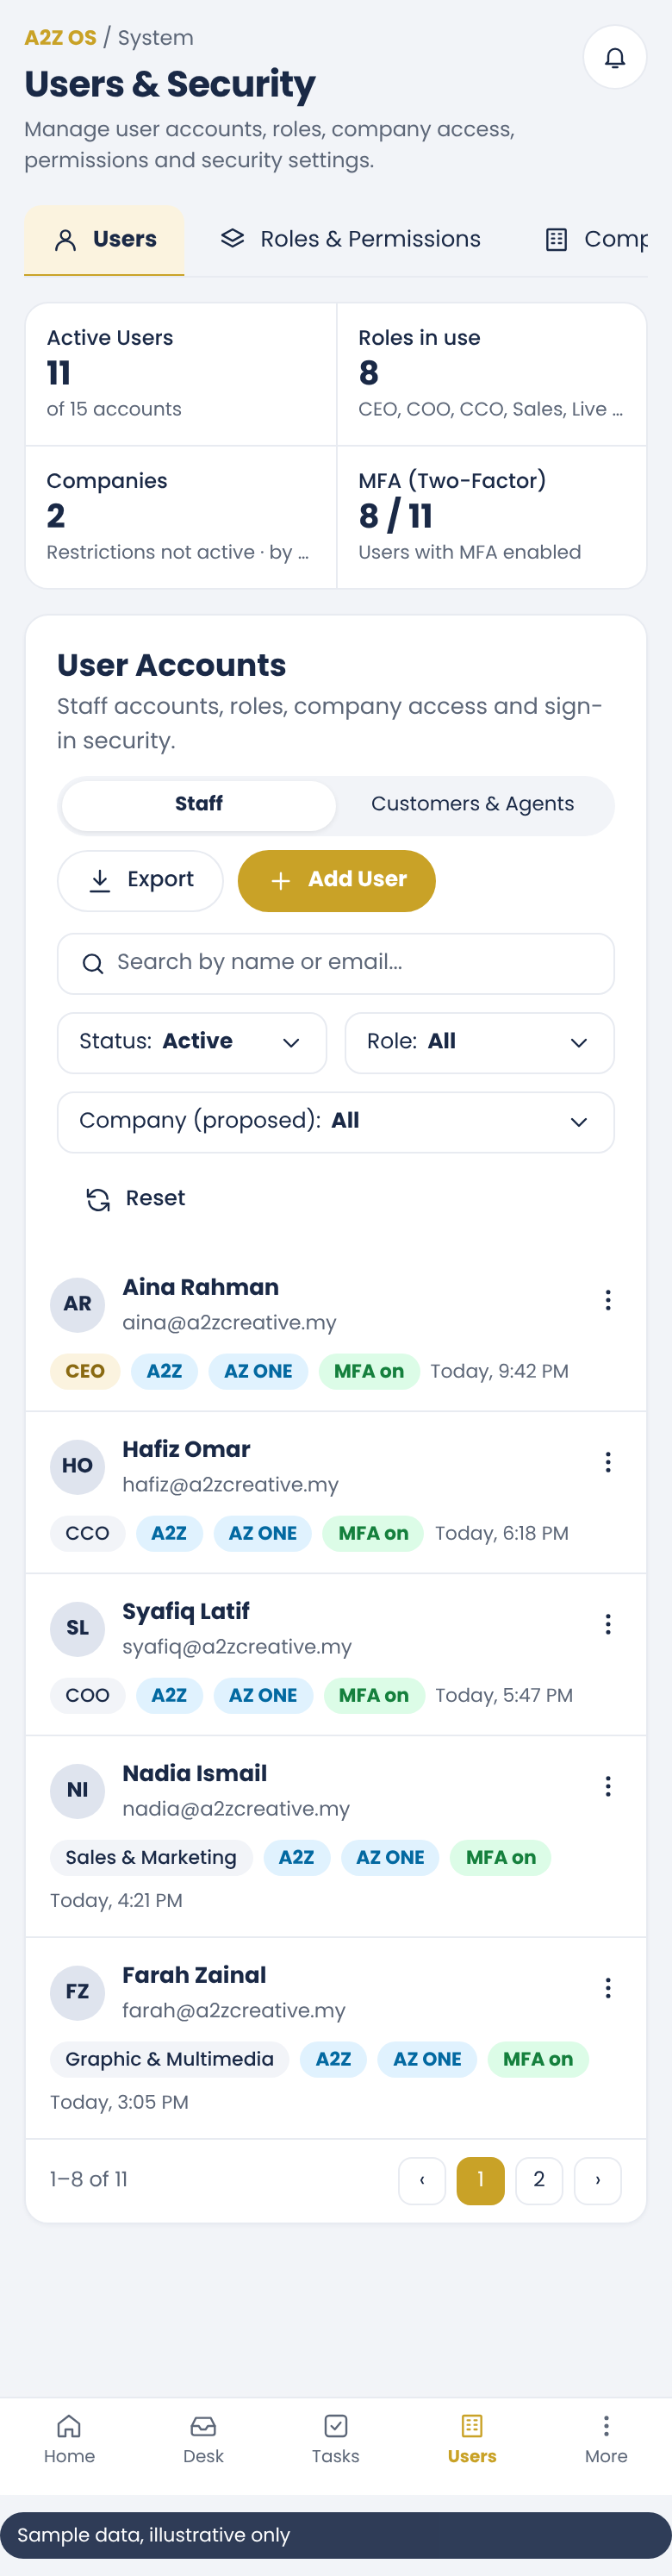 A2Z OS / System
Users & Security
Manage user accounts, roles, company access,
permissions and security settings.
Users
Roles & Permissions
Comp
Active Users
11
of 15 accounts
Roles in use
8
CEO, COO, CCO, Sales, Live ...
Companies
2
Restrictions not active · by ...
MFA (Two-Factor)
8 / 11
Users with MFA enabled
User Accounts
Staff accounts, roles, company access and sign-
in security.
Staff
Customers & Agents
Export
Add User
Search by name or email...
Status: Active
Role: All
Company (proposed): All
Reset
AR
Aina Rahman
aina@a2zcreative.my
CEO A2Z AZ ONE MFA on Today, 9:42 PM
HO
Hafiz Omar
hafiz@a2zcreative.my
CCO A2Z AZ ONE MFA on Today, 6:18 PM
SL
Syafiq Latif
syafiq@a2zcreative.my
COO A2Z AZ ONE MFA on Today, 5:47 PM
NI
Nadia Ismail
nadia@a2zcreative.my
Sales & Marketing A2Z AZ ONE MFA on
Today, 4:21 PM
FZ
Farah Zainal
farah@a2zcreative.my
Graphic & Multimedia A2Z AZ ONE MFA on
Today, 3:05 PM
1–8 of 11
‹ 1 2 ›
Home
Desk
Tasks
Users
More
Sample data, illustrative only